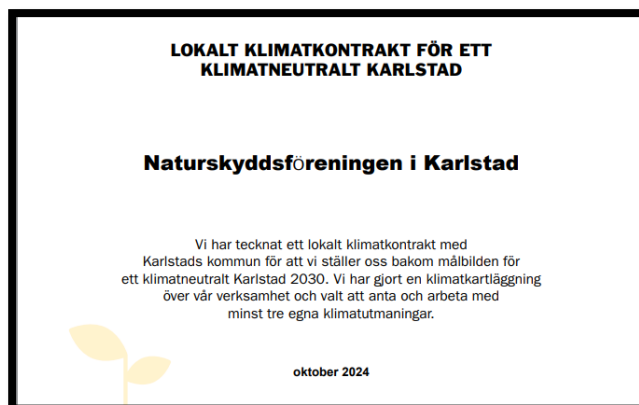 LOKALT KLIMATKONTRAKT FÖR ETT
KLIMATNEUTRALT KARLSTAD
Naturskyddsföreningen i Karlstad
Vi har tecknat ett lokalt klimatkontrakt med
Karlstads kommun för att vi ställer oss bakom målbilden för
ett klimatneutralt Karlstad 2030. Vi har gjort en klimatkartläggning
över vår verksamhet och valt att anta och arbeta med
minst tre egna klimatutmaningar.
oktober 2024